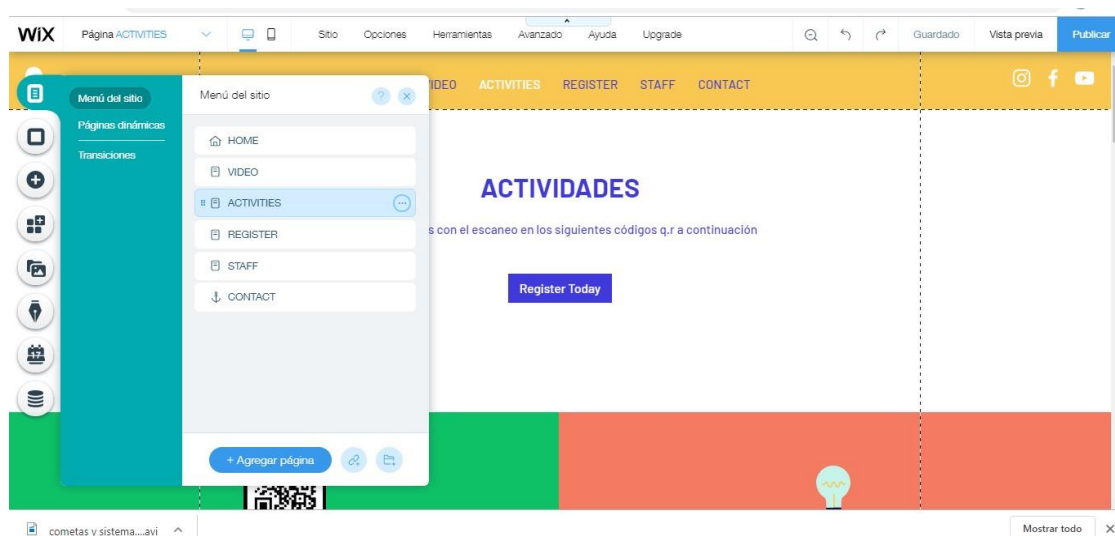 WiX Página ACTIVITIES Sitio Opciones Herramientas Avanzado Ayuda Upgrade Guardado Vista previa Publicar
IDEO ACTIVITIES REGISTER STAFF CONTACT
Menú del sitio
Páginas dinámicas
Transiciones
Menú del sitio ?
HOME
VIDEO
ACTIVITIES
REGISTER
STAFF
CONTACT
+ Agregar página
ACTIVIDADES
s con el escaneo en los siguientes códigos q.r a continuación
Register Today
17
cometas y sistema....avi Mostrar todo